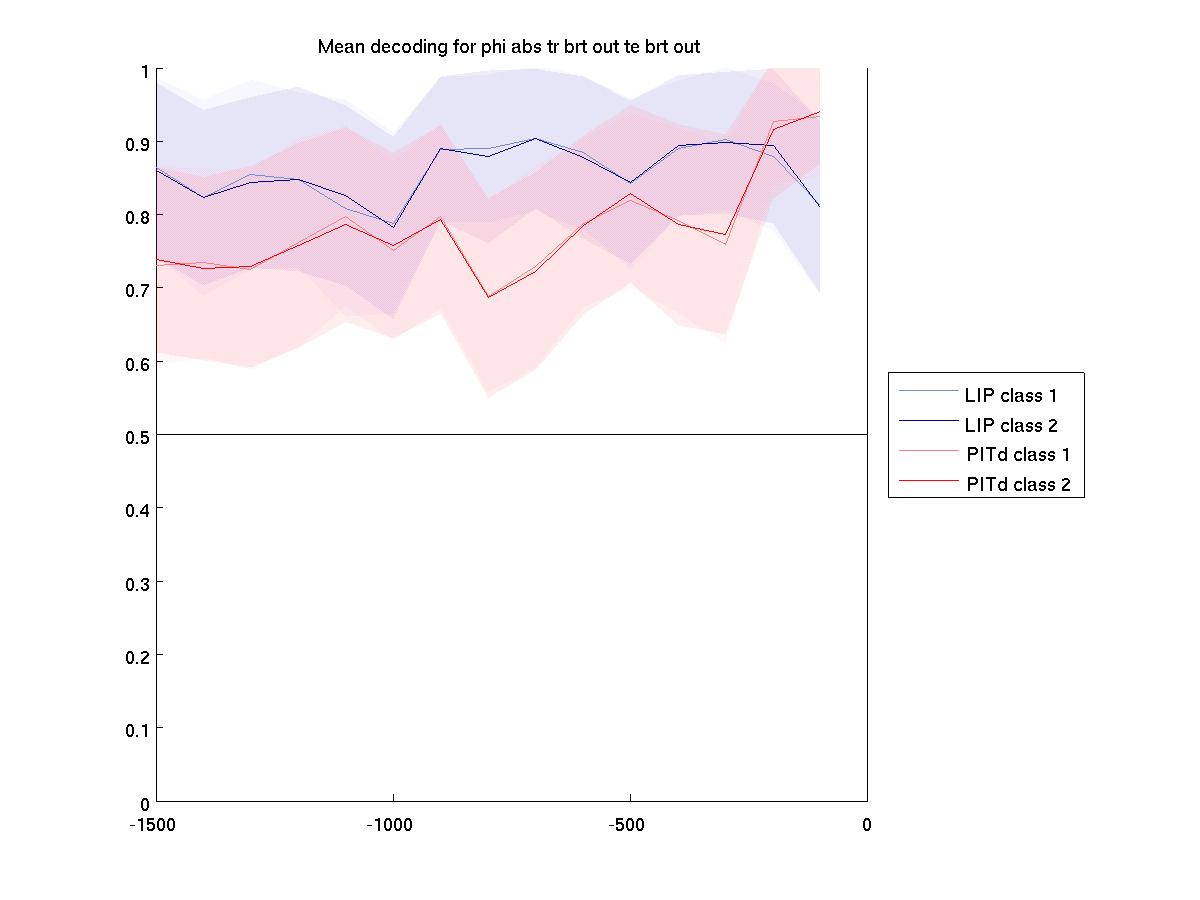 Mean decoding for phi abs tr brt out te brt out
1
0.9
0.8
0.7
0.6
0.5
0.4
0.3
0.2
0.1
0
-1500 -1000 -500 0
LIP class 1
LIP class 2
PITd class 1
PITd class 2